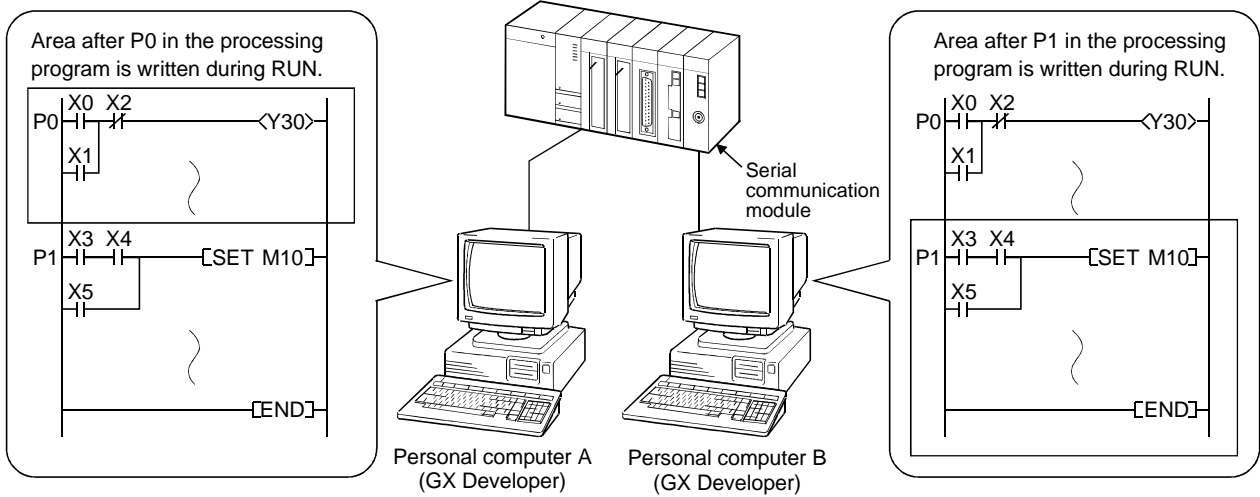 Area after P0 in the processing
program is written during RUN.
X0 X2
P0 Y30
X1
X3 X4
P1 SET M10
X5
END
Serial
communication
module
Personal computer A
(GX Developer)
Personal computer B
(GX Developer)
Area after P1 in the processing
program is written during RUN.
X0 X2
P0 Y30
X1
X3 X4
P1 SET M10
X5
END